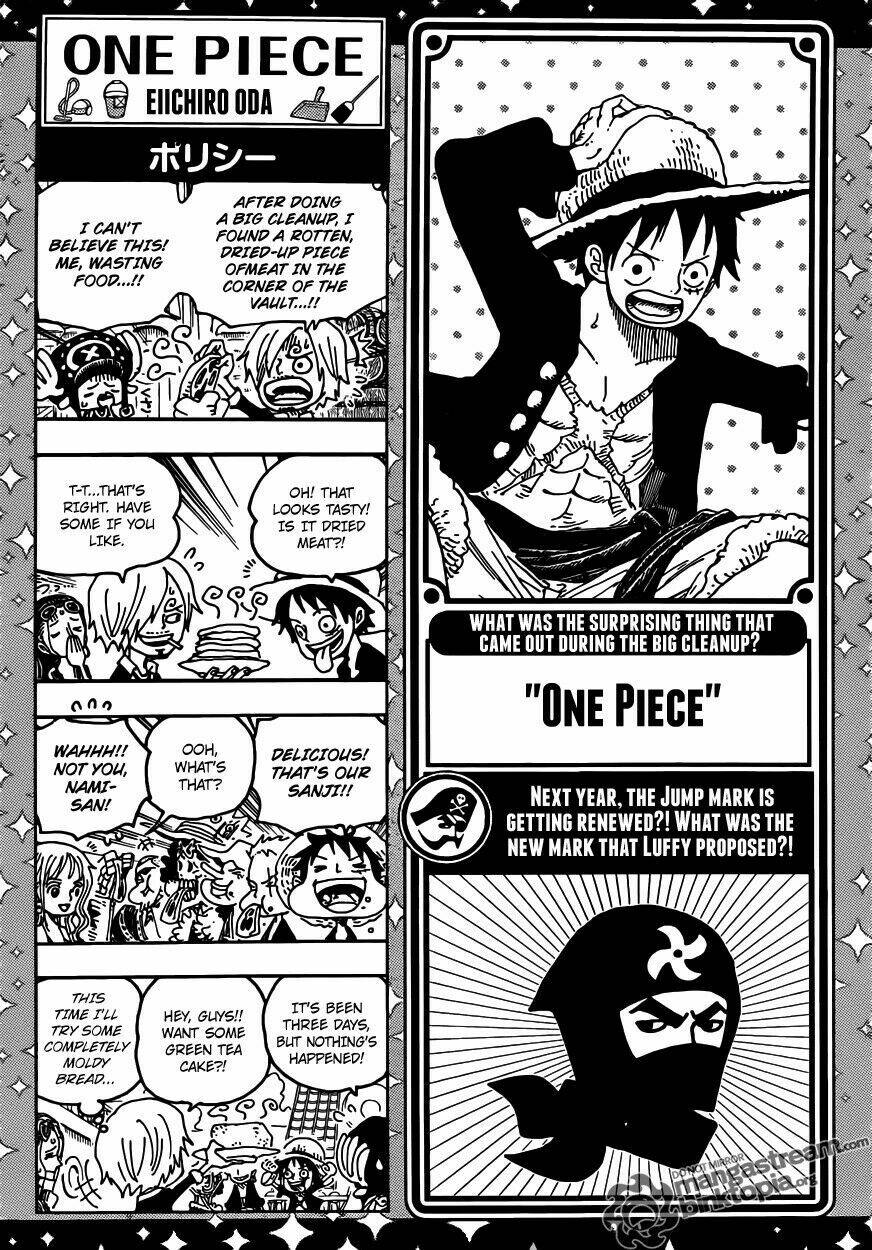 ONE PIECE
EIICHIRO ODA
ポリシー
AFTER DOING
A BIG CLEANUP, I
FOUND A ROTTEN,
DRIED-UP PIECE
OFMEAT IN THE
CORNER OF THE
VAULT...!!
I CAN'T
BELIEVE THIS!
ME, WASTING
FOOD...!!
OH! THAT
LOOKS TASTY!
IS IT DRIED
MEAT?!
T-T...THAT'S
RIGHT. HAVE
SOME IF YOU
LIKE.
DELICIOUS!
THAT'S OUR
SANJI!!
OOH,
WHAT'S
THAT?
WAHHH!!
NOT YOU,
NAMI-
SAN!
IT'S BEEN
THREE DAYS,
BUT NOTHING'S
HAPPENED!
HEY, GUYS!!
WANT SOME
GREEN TEA
CAKE?!
THIS
TIME I'LL
TRY SOME
COMPLETELY
MOLDY
BREAD...
WHAT WAS THE SURPRISING THING THAT
CAME OUT DURING THE BIG CLEANUP?
"ONE PIECE"
NEXT YEAR, THE JUMP MARK IS
GETTING RENEWED?! WHAT WAS THE
NEW MARK THAT LUFFY PROPOSED?!
DO NOT MIRROR
mangastream.com
binktopia.org